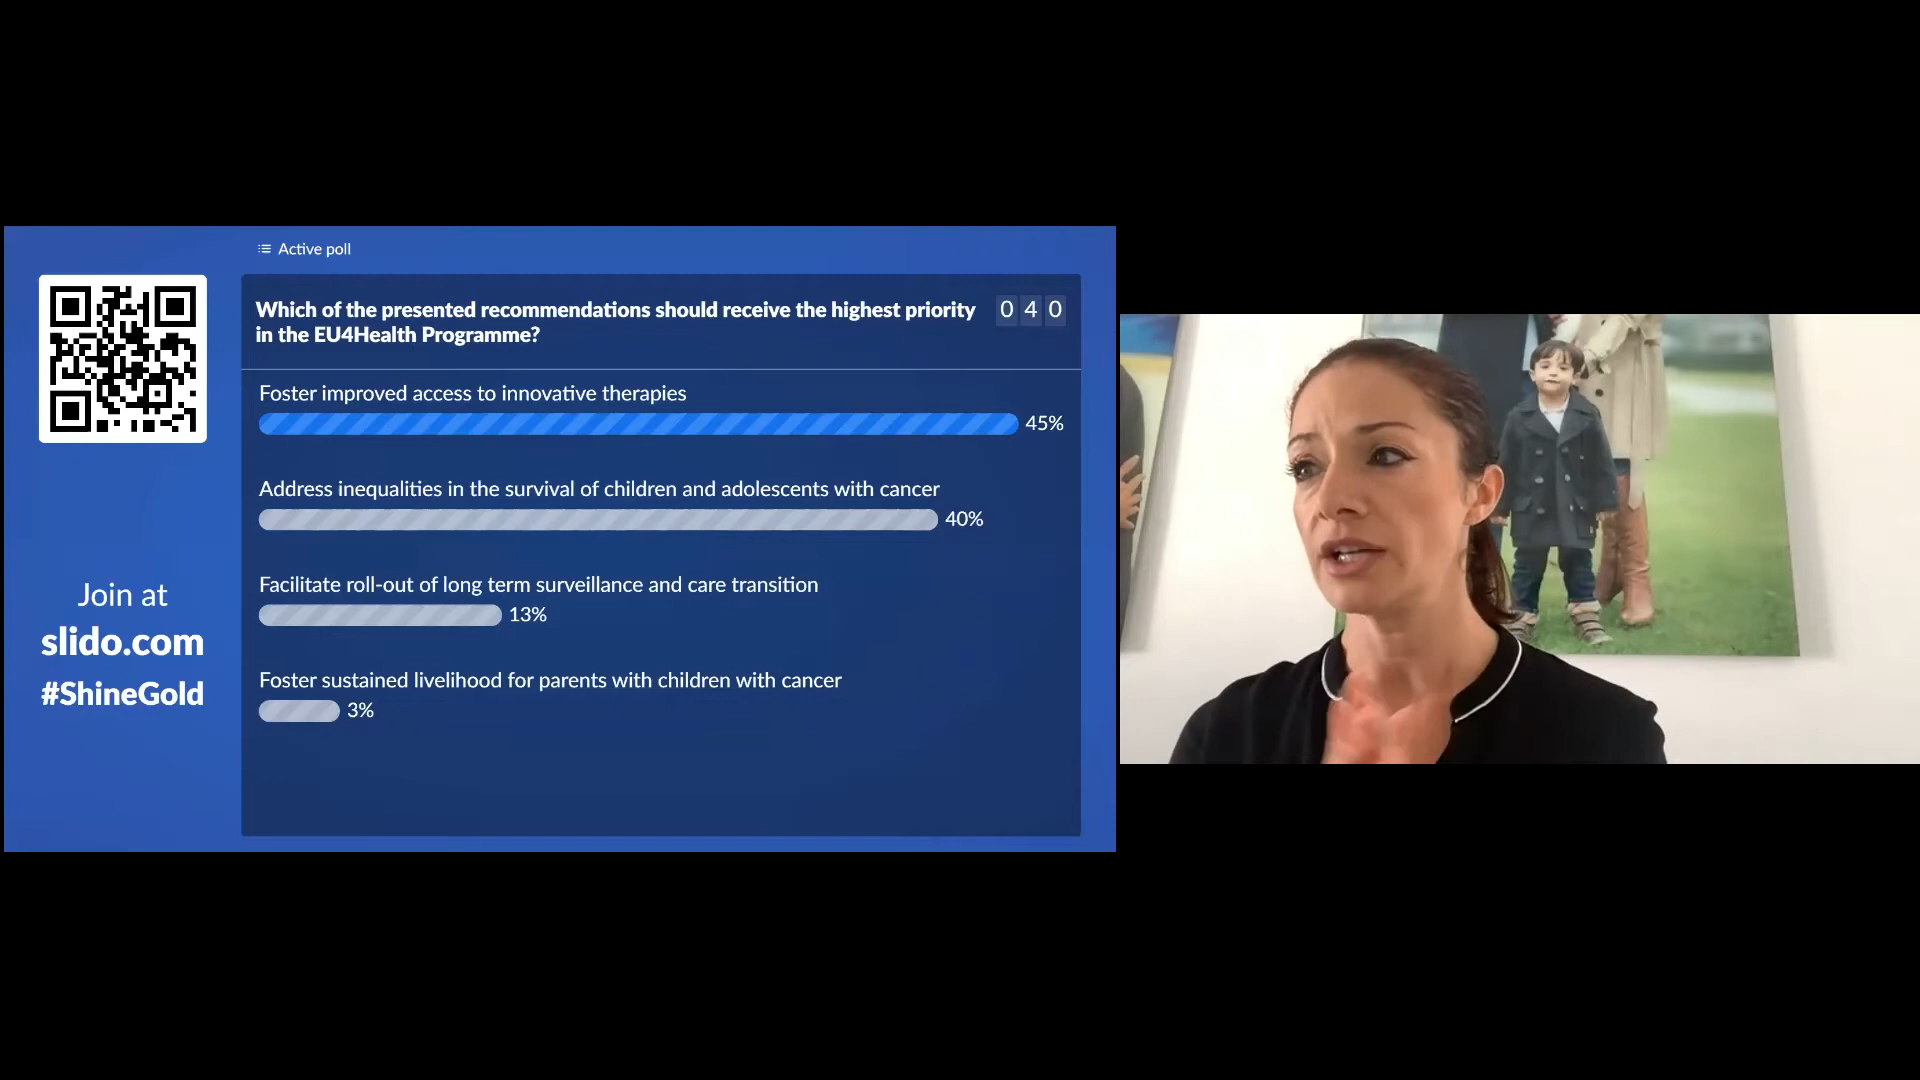 Active poll
Which of the presented recommendations should receive the highest priority
in the EU4Health Programme?
040
Foster improved access to innovative therapies
45%
Address inequalities in the survival of children and adolescents with cancer
40%
Facilitate roll-out of long term surveillance and care transition
13%
Foster sustained livelihood for parents with children with cancer
3%
Join at
slido.com
#ShineGold